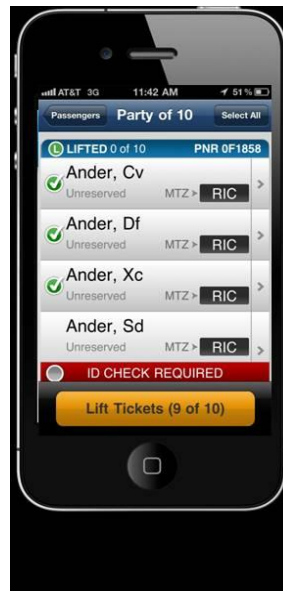 AT&T 3G 11:42 AM 51%
Passengers Party of 10 Select All
L LIFTED 0 of 10 PNR 0F1858
Ander, Cv
Unreserved MTZ > RIC
Ander, Df
Unreserved MTZ > RIC
Ander, Xc
Unreserved MTZ > RIC
Ander, Sd
Unreserved MTZ > RIC
ID CHECK REQUIRED
Lift Tickets (9 of 10)